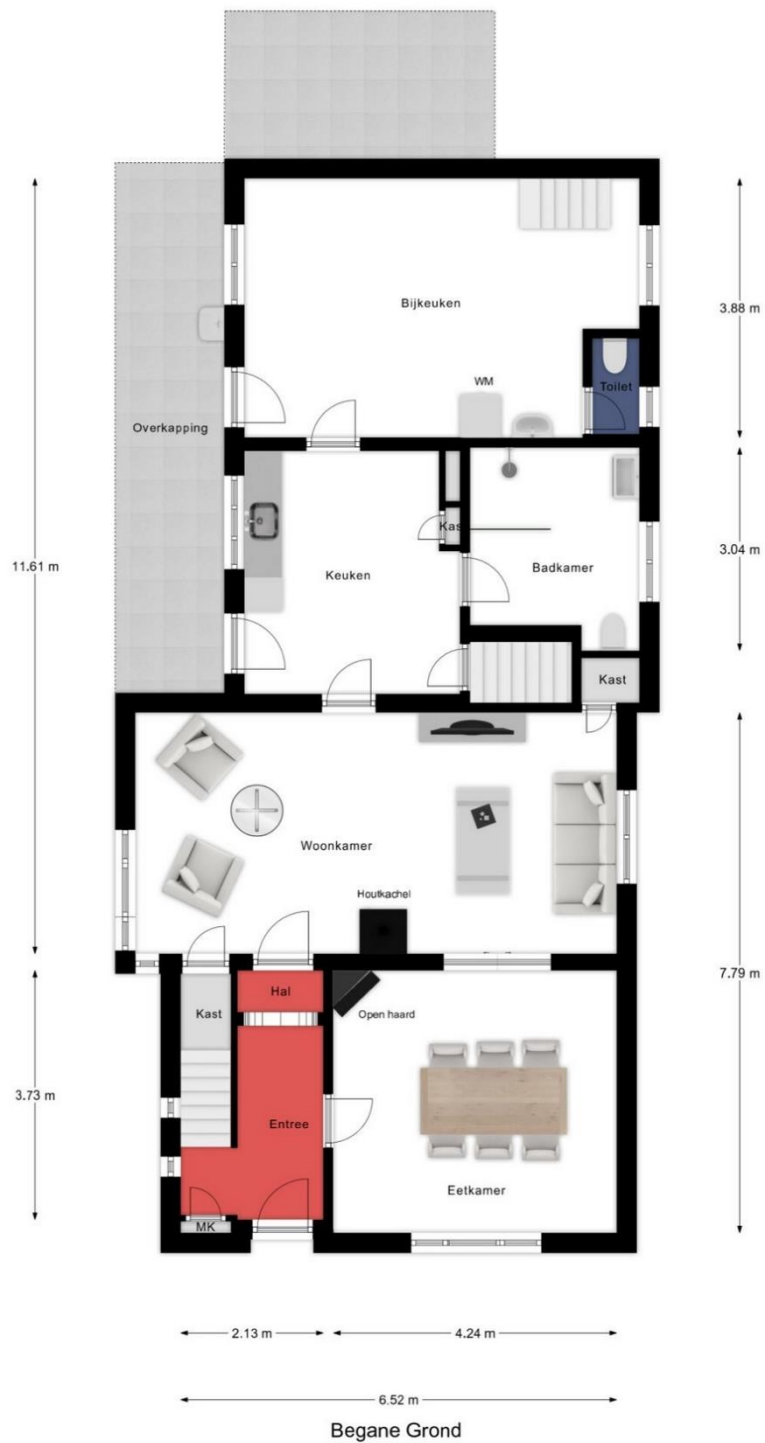 Bijkeuken
3.88 m
WM
Toilet
Overkapping
Kas
11.61 m
Keuken
Badkamer
3.04 m
Kast
Woonkamer
Houtkachel
7.79 m
Kast
Hal
Open haard
3.73 m
Entree
Eetkamer
MK
2.13 m
4.24 m
6.52 m
Begane Grond